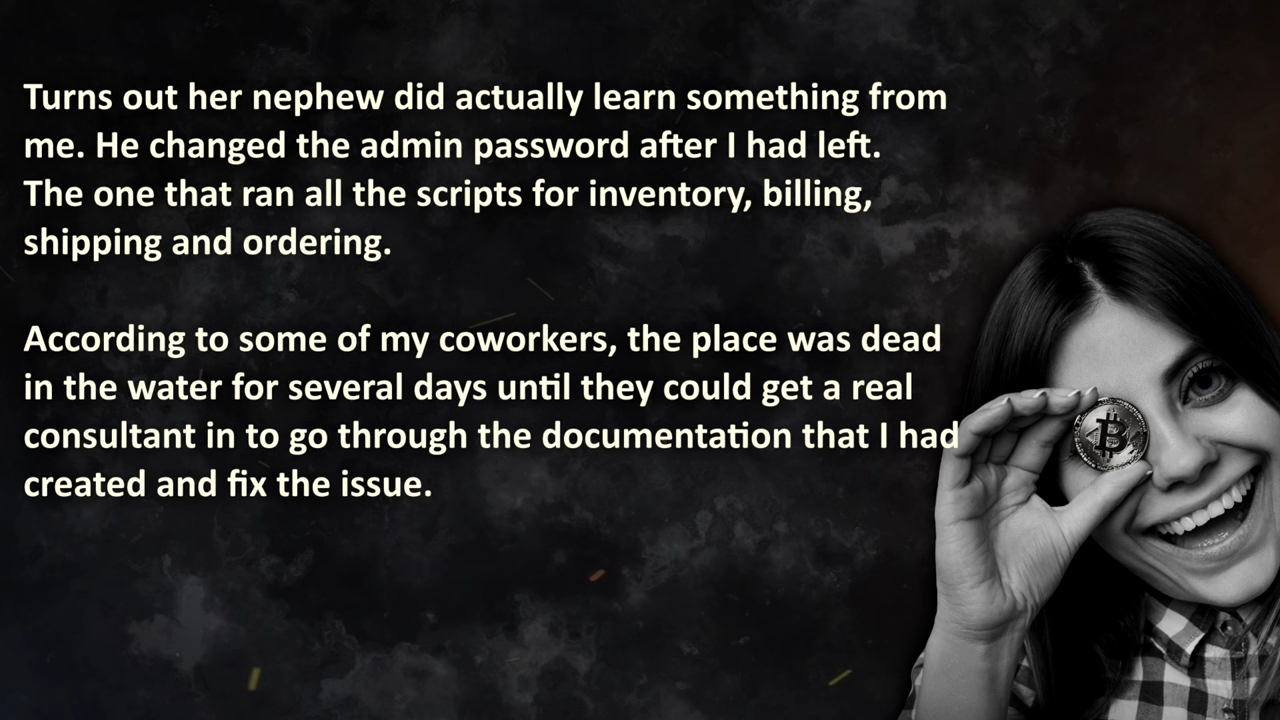 Turns out her nephew did actually learn something from
me. He changed the admin password after I had left.
The one that ran all the scripts for inventory, billing,
shipping and ordering.
According to some of my coworkers, the place was dead
in the water for several days until they could get a real
consultant in to go through the documentation that I had
created and fix the issue.